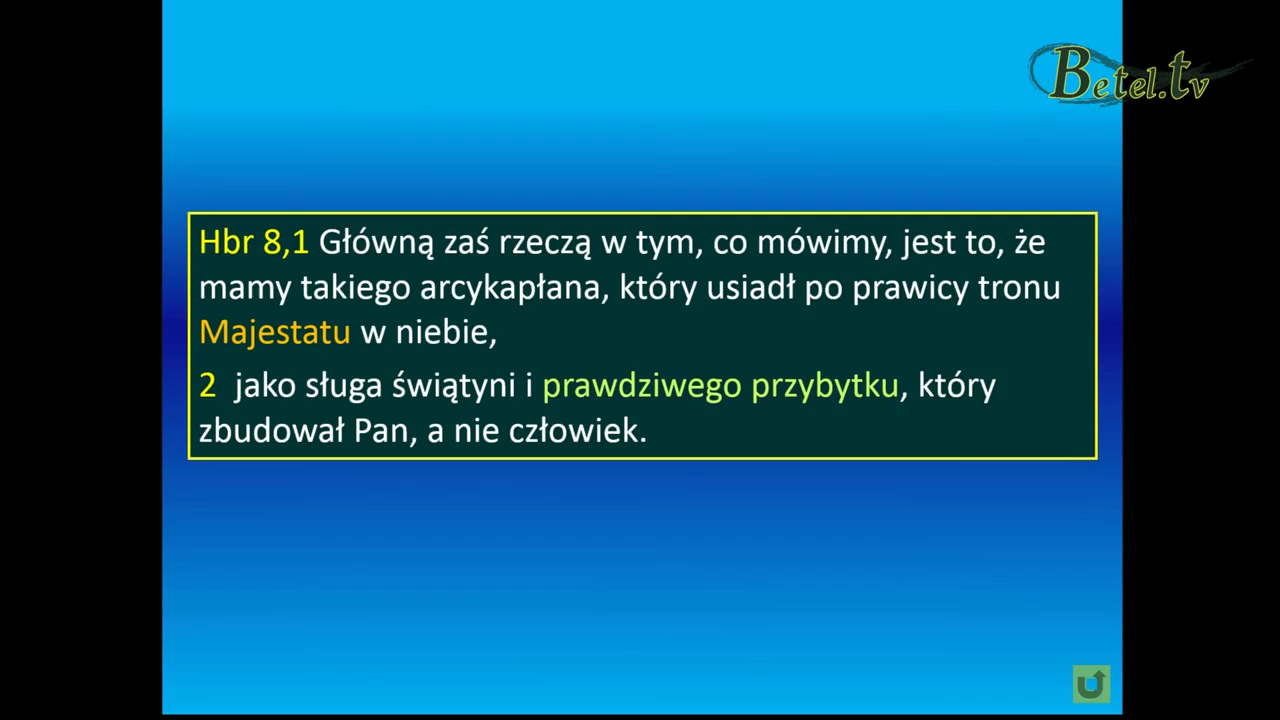 Betel.tv
Hbr 8,1 Główną zaś rzeczą w tym, co mówimy, jest to, że
mamy takiego arcykapłana, który usiadł po prawicy tronu
Majestatu w niebie,
2 jako sługa świątyni i prawdziwego przybytku, który
zbudował Pan, a nie człowiek.